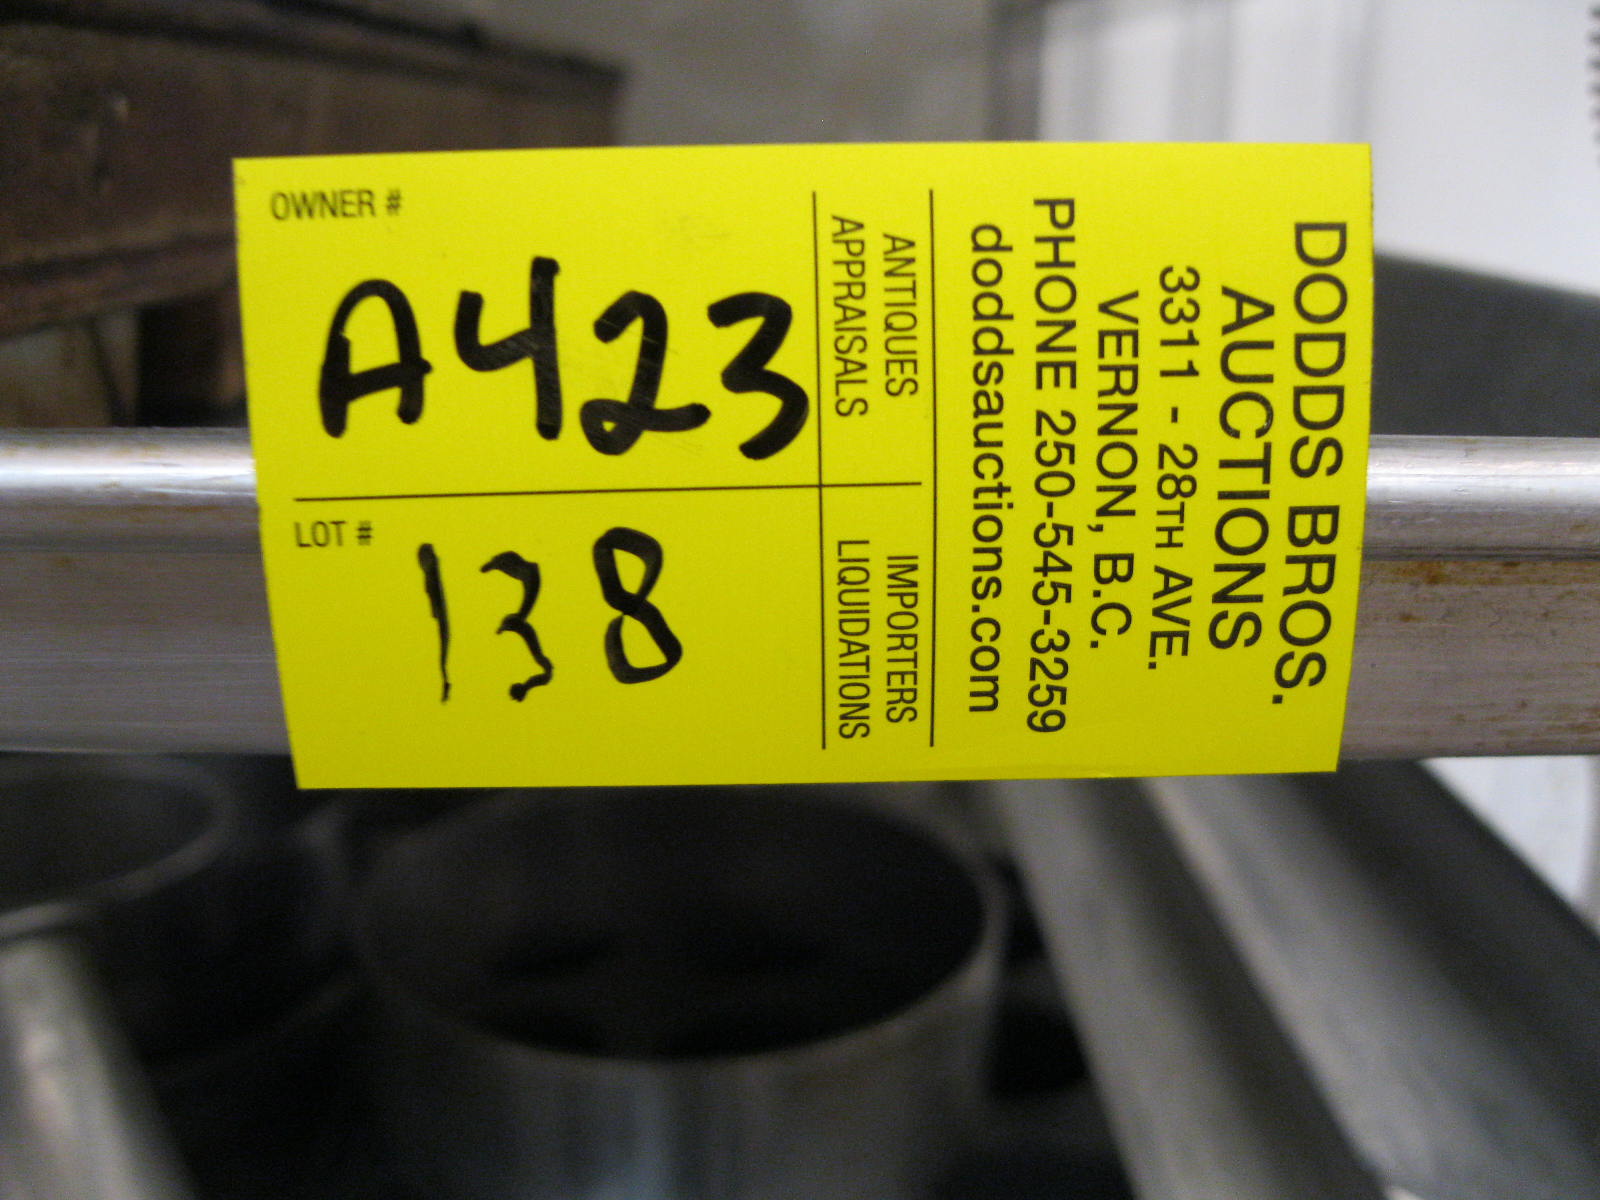 DODDS BROS.
AUCTIONS
3311 - 28TH AVE.
VERNON, B.C.
PHONE 250-545-3259
doddsauctions.com
ANTIQUES IMPORTERS
APPRAISALS LIQUIDATIONS
OWNER #
A423
LOT #
138